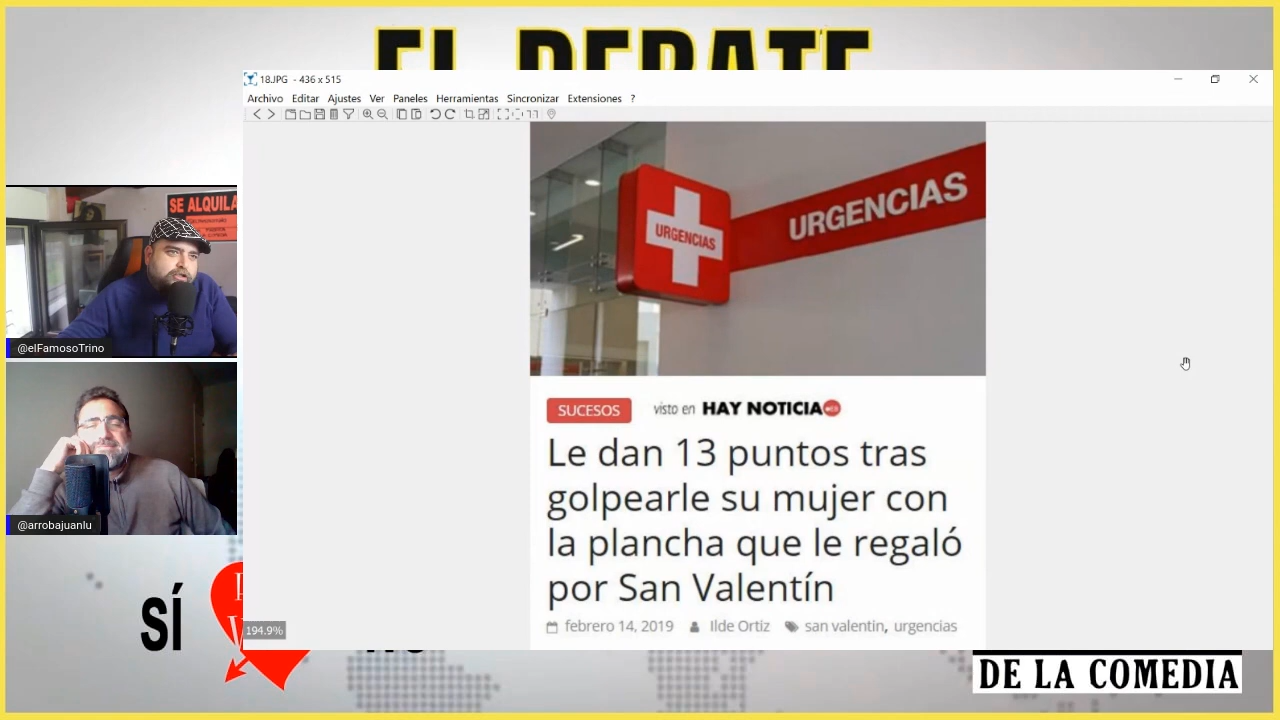 EL DEBATE
18.JPG - 436 x 515
Archivo Editar Ajustes Ver Paneles Herramientas Sincronizar Extensiones ?
SE ALQUILA
@elFamosoTrino
@arrobajuanlu
URGENCIAS
URGENCIAS
SUCESOS visto en HAY NOTICIA
Le dan 13 puntos tras
golpearle su mujer con
la plancha que le regaló
por San Valentín
febrero 14, 2019 Ilde Ortiz san valentin, urgencias
194.9%
SÍ
DE LA COMEDIA